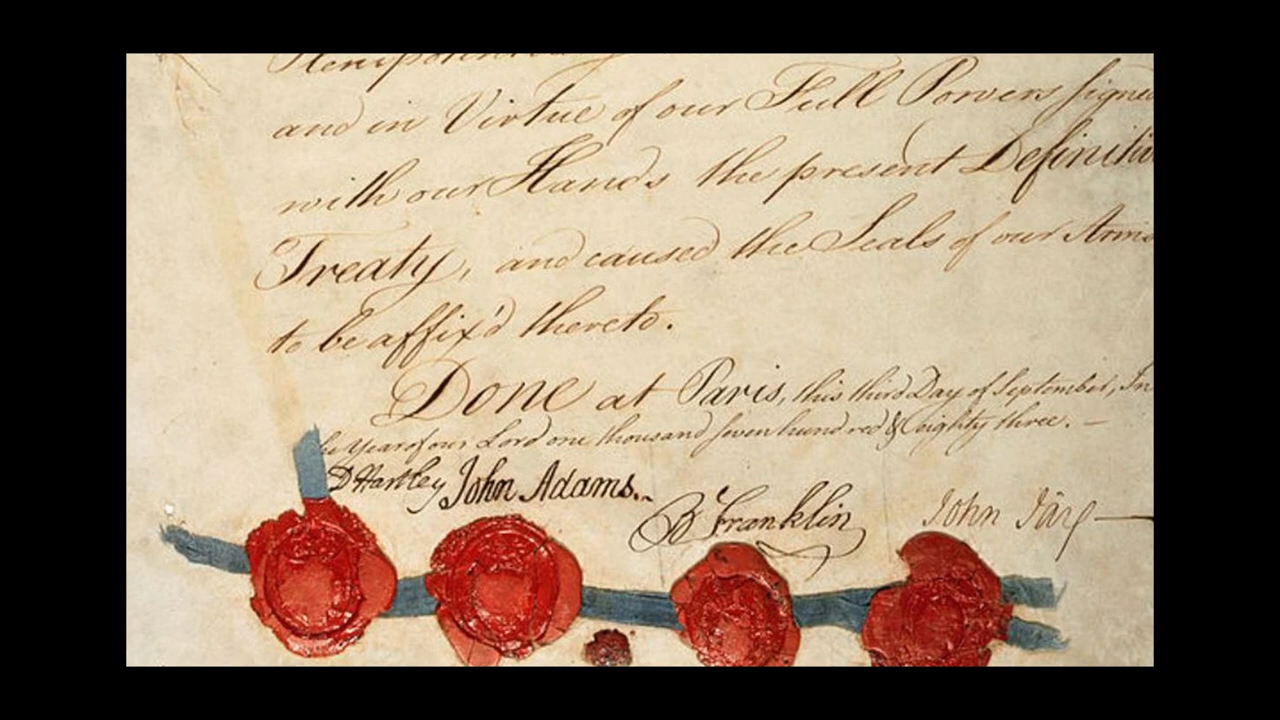 and in Virtue of our Full Powers signed
with our Hands the present Definitiv
Treaty, and caused the Seals of our Arms
to be affix'd thereto.
Done at Paris, this third Day of September, In
the Year of our Lord one thousand seven hundred & eighty three. —
D Hartley John Adams.
B Franklin
John Jay —